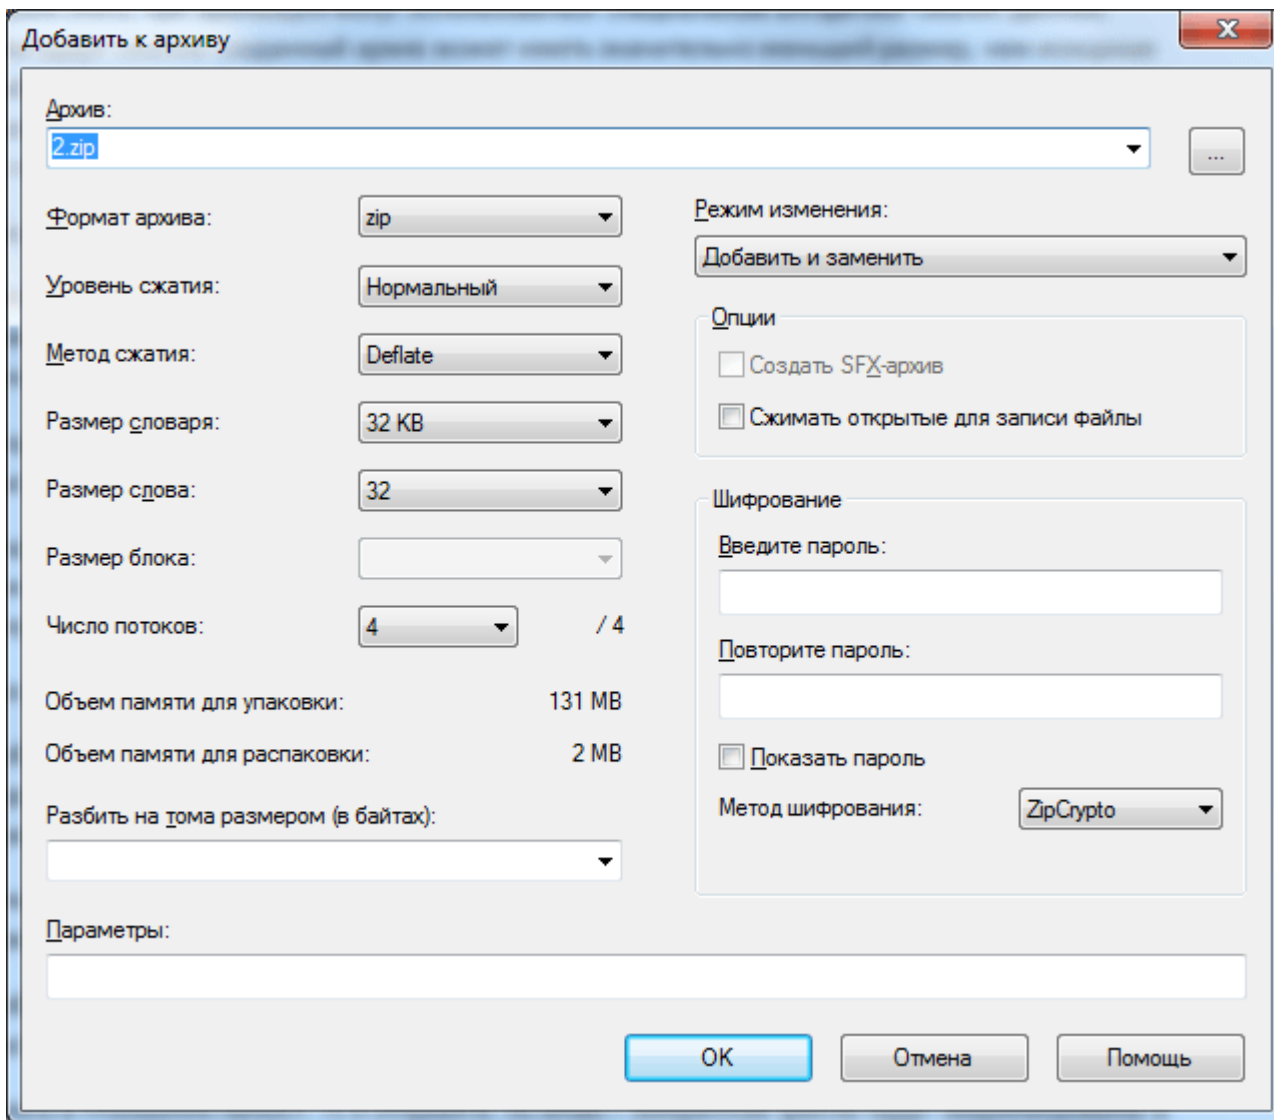 Добавить к архиву
Архив:
2.zip
...
Формат архива:
zip
Уровень сжатия:
Нормальный
Метод сжатия:
Deflate
Размер словаря:
32 KB
Размер слова:
32
Размер блока:
Число потоков:
4
/ 4
Объем памяти для упаковки:
131 MB
Объем памяти для распаковки:
2 MB
Разбить на тома размером (в байтах):
Режим изменения:
Добавить и заменить
Опции
Создать SFX-архив
Сжимать открытые для записи файлы
Шифрование
Введите пароль:
Повторите пароль:
Показать пароль
Метод шифрования:
ZipCrypto
Параметры:
OK
Отмена
Помощь